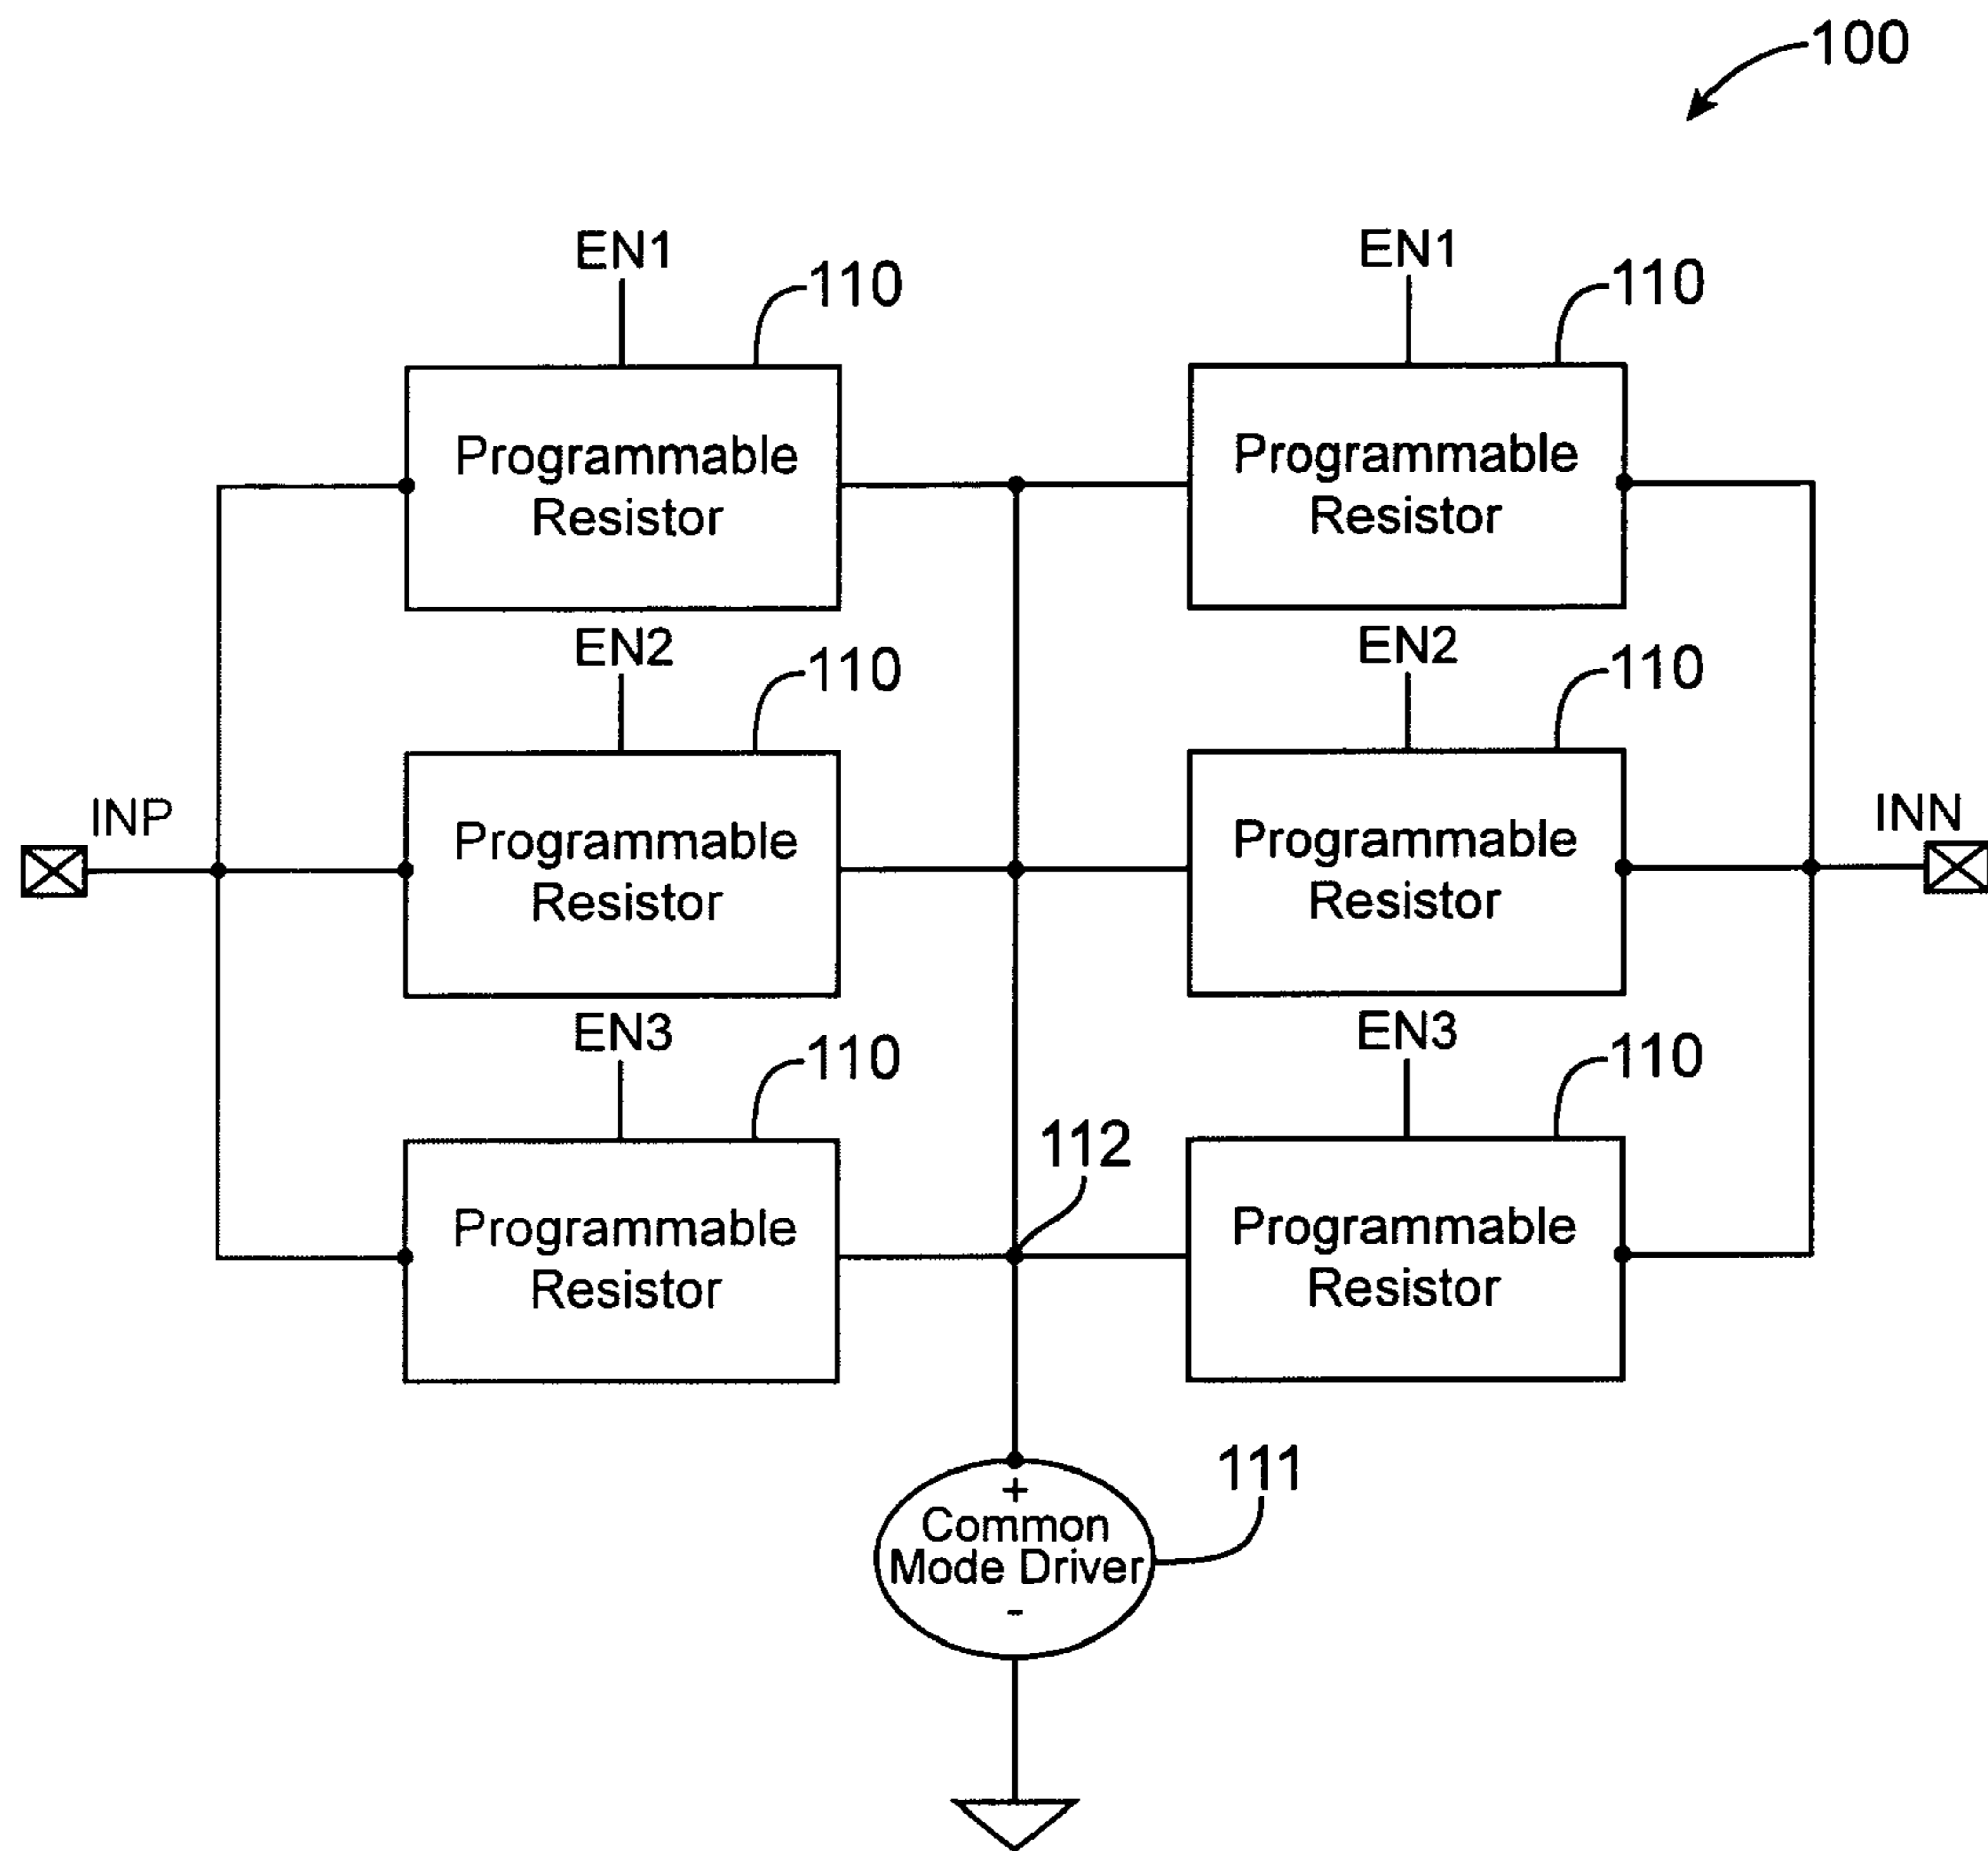 100
EN1
110
EN1
110
Programmable
Resistor
Programmable
Resistor
EN2
110
EN2
110
INP
Programmable
Resistor
Programmable
Resistor
INN
EN3
110
EN3
110
112
Programmable
Resistor
Programmable
Resistor
111
+
Common
Mode Driver
-